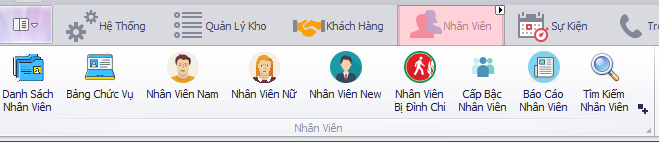 Hệ Thống Quản Lý Kho Khách Hàng Nhân Viên Sự Kiện
Danh Sách Bảng Chức Vụ Nhân Viên Nam Nhân Viên Nữ Nhân Viên New Nhân Viên Cấp Bậc Báo Cáo Tìm Kiếm
Nhân Viên Bị Đình Chỉ Nhân Viên Nhân Viên Nhân Viên
Nhân Viên